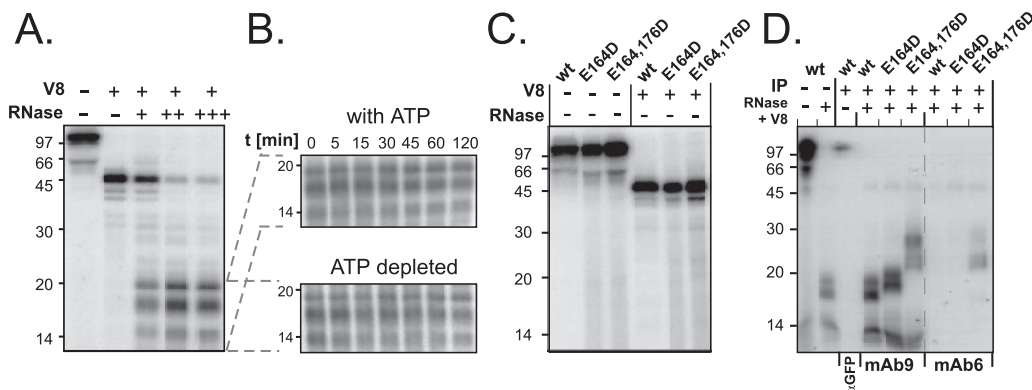 A.
V8 - + + + +
RNase - - + ++ +++
97
66
45
30
20
14
B.
with ATP
t [min] 0 5 15 30 45 60 120
20
14
ATP depleted
20
14
C.
wt E164D E164,176D wt E164D E164,176D
V8 - - - + + +
RNase - - - - - -
97
66
45
30
20
14
D.
wt wt wt E164D E164,176D wt E164D E164,176D
IP - - + + + + + + +
RNase + V8 - + - + + + + + +
97
66
45
30
20
14
αGFP mAb9 mAb6